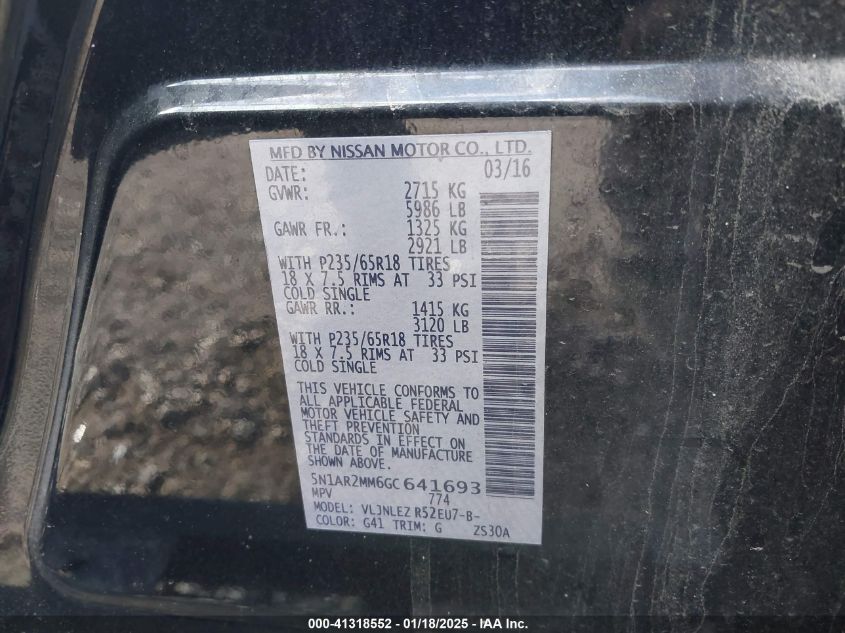 MFD BY NISSAN MOTOR CO., LTD.
DATE: 03/16
GVWR: 2715 KG
5986 LB
GAWR FR.: 1325 KG
2921 LB
WITH P235/65R18 TIRES
18 X 7.5 RIMS AT 33 PSI
COLD SINGLE
GAWR RR.: 1415 KG
3120 LB
WITH P235/65R18 TIRES
18 X 7.5 RIMS AT 33 PSI
COLD SINGLE
THIS VEHICLE CONFORMS TO
ALL APPLICABLE FEDERAL
MOTOR VEHICLE SAFETY AND
THEFT PREVENTION
STANDARDS IN EFFECT ON
THE DATE OF MANUFACTURE
SHOWN ABOVE.
5N1AR2MM6GC641693
MPV 774
MODEL: VLJNLEZ R52EU7-B-
COLOR: G41 TRIM: G ZS30A
000-41318552 - 01/18/2025 - IAA Inc.